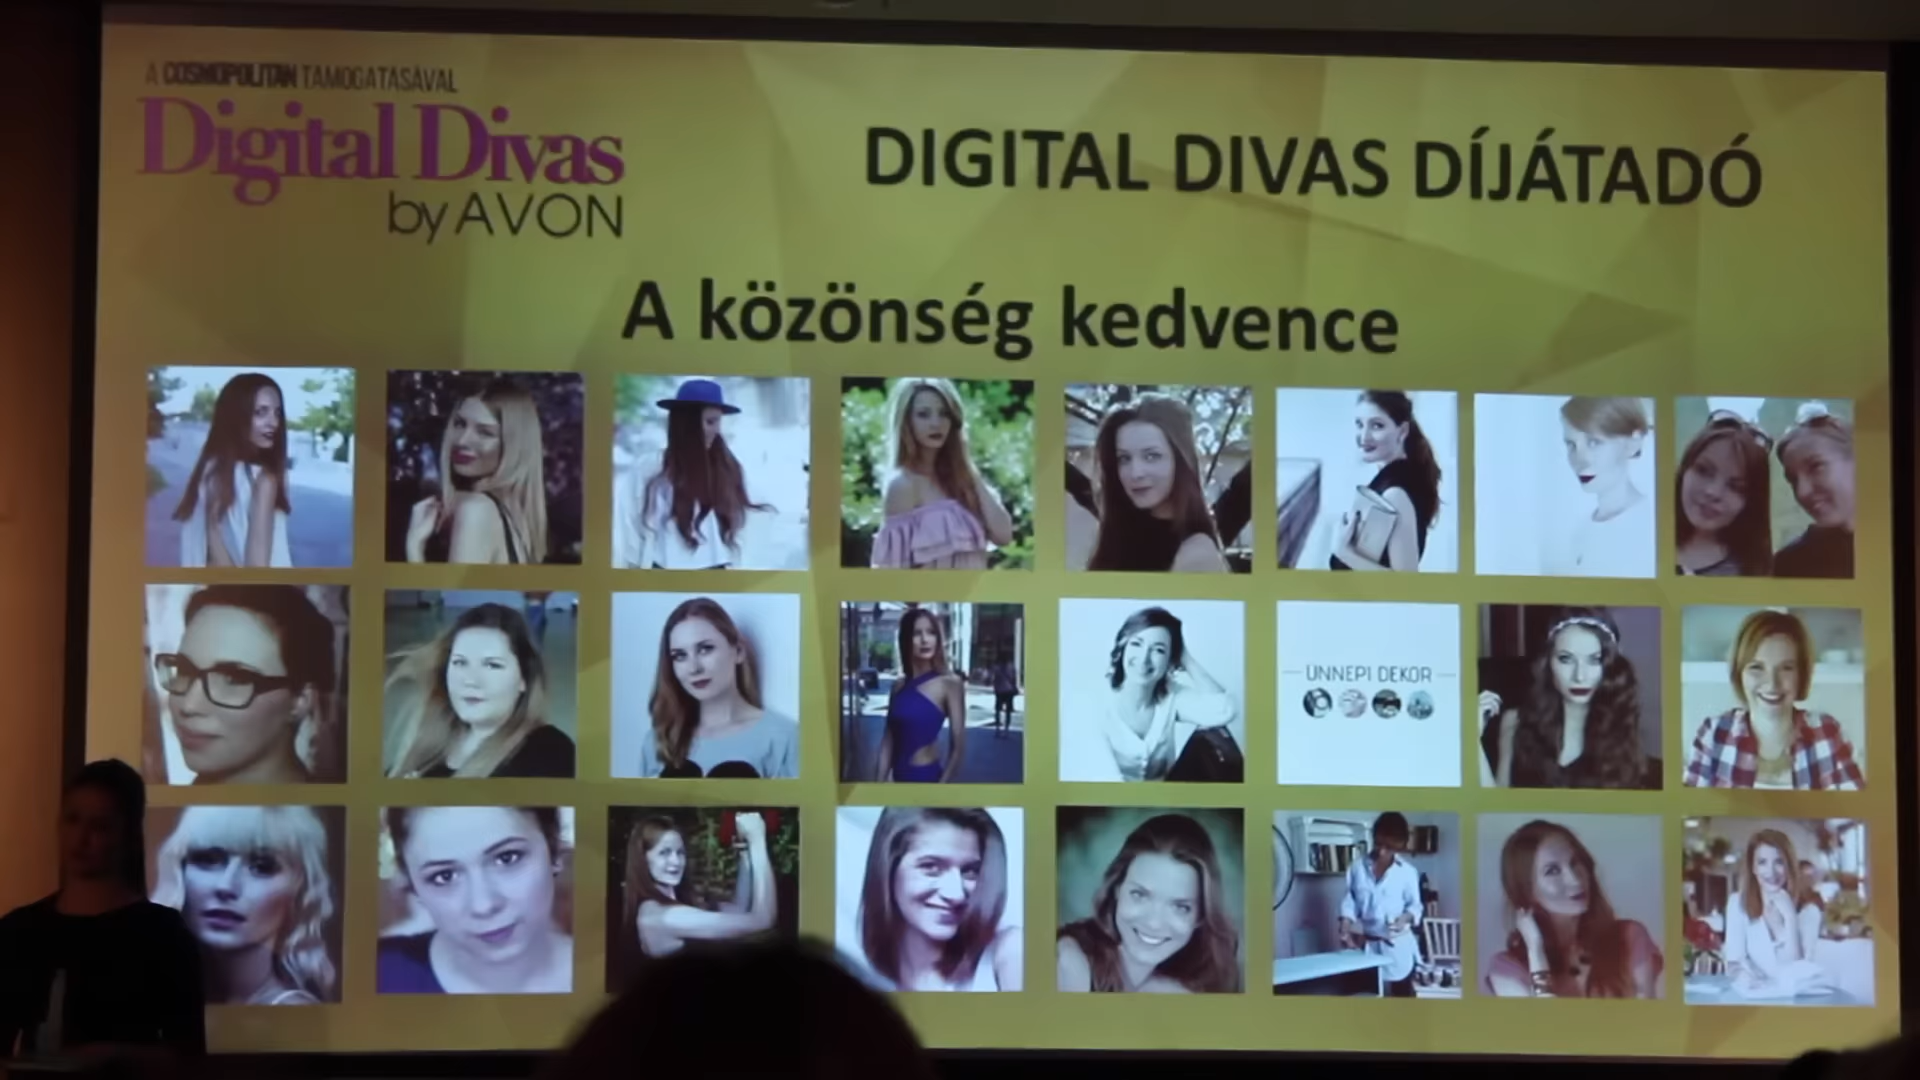 A COSMOPOLITAN TÁMOGATÁSÁVAL
Digital Divas
by AVON
DIGITAL DIVAS DÍJÁTADÓ
A közönség kedvence
ÜNNEPI DEKOR